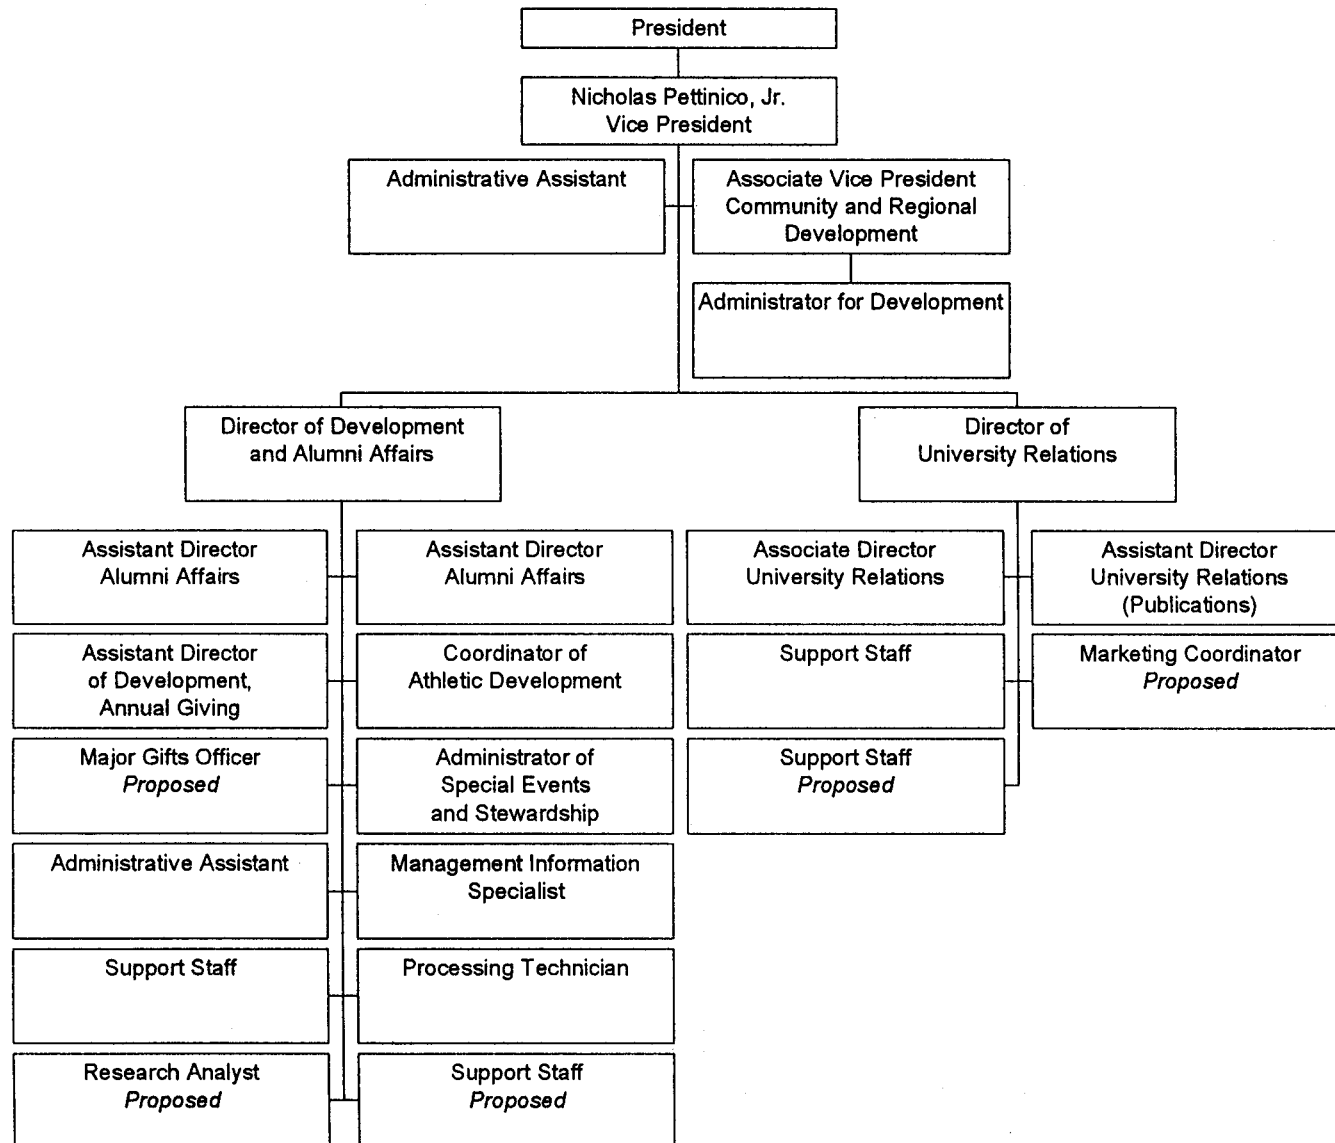 President
Nicholas Pettinico, Jr.
Vice President
Administrative Assistant
Associate Vice President
Community and Regional
Development
Administrator for Development
Director of Development
and Alumni Affairs
Director of
University Relations
Assistant Director
Alumni Affairs
Assistant Director
Alumni Affairs
Associate Director
University Relations
Assistant Director
University Relations
(Publications)
Assistant Director
of Development,
Annual Giving
Coordinator of
Athletic Development
Support Staff
Marketing Coordinator
Proposed
Major Gifts Officer
Proposed
Administrator of
Special Events
and Stewardship
Support Staff
Proposed
Administrative Assistant
Management Information
Specialist
Support Staff
Processing Technician
Research Analyst
Proposed
Support Staff
Proposed